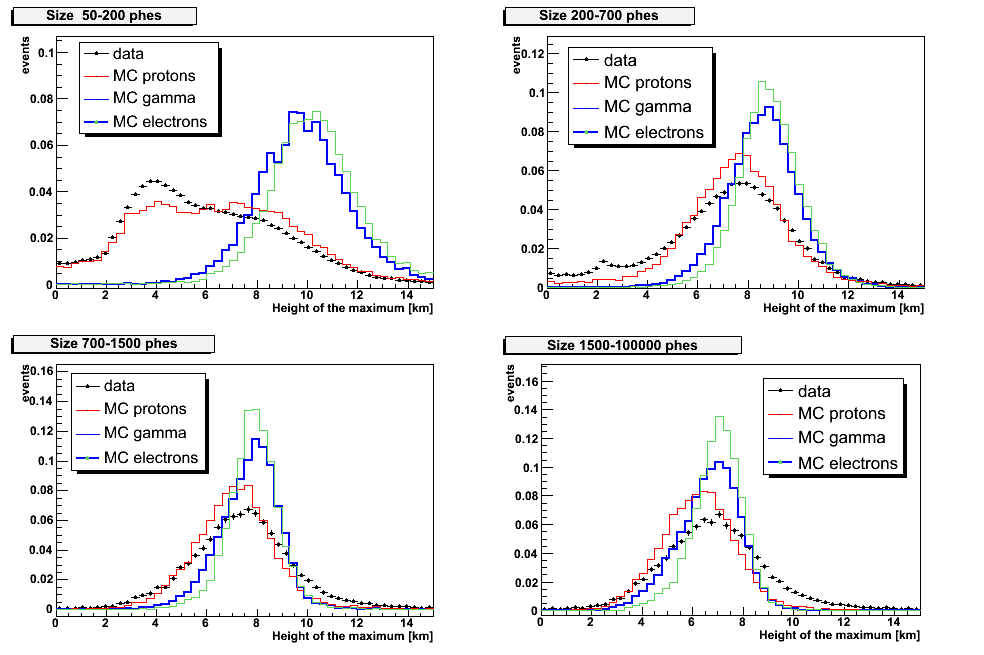 Size 50-200 phes
events
0.1
0.08
0.06
0.04
0.02
0
data
MC protons
MC gamma
MC electrons
0 2 4 6 8 10 12 14
Height of the maximum [km]
Size 200-700 phes
events
0.12
0.1
0.08
0.06
0.04
0.02
0
data
MC protons
MC gamma
MC electrons
0 2 4 6 8 10 12 14
Height of the maximum [km]
Size 700-1500 phes
events
0.16
0.14
0.12
0.1
0.08
0.06
0.04
0.02
0
data
MC protons
MC gamma
MC electrons
0 2 4 6 8 10 12 14
Height of the maximum [km]
Size 1500-100000 phes
events
0.16
0.14
0.12
0.1
0.08
0.06
0.04
0.02
0
data
MC protons
MC gamma
MC electrons
0 2 4 6 8 10 12 14
Height of the maximum [km]